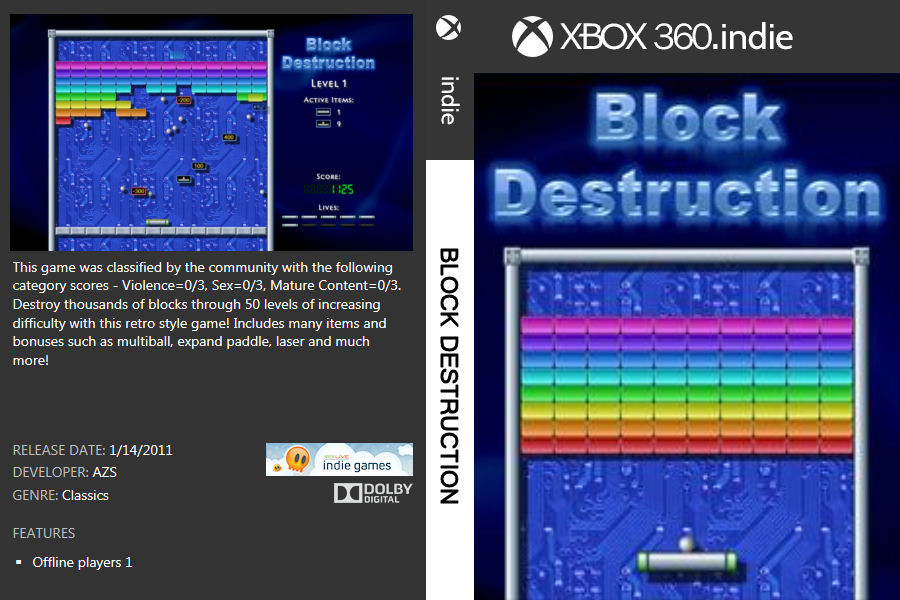 Block
Destruction
LEVEL 1
ACTIVE ITEMS:
1
9
-200
400
100
-300
SCORE:
1125
LIVES:
This game was classified by the community with the following
category scores - Violence=0/3, Sex=0/3, Mature Content=0/3.
Destroy thousands of blocks through 50 levels of increasing
difficulty with this retro style game! Includes many items and
bonuses such as multiball, expand paddle, laser and much
more!
RELEASE DATE: 1/14/2011
DEVELOPER: AZS
GENRE: Classics
XBOX LIVE
indie games
DOLBY
DIGITAL
FEATURES
▪ Offline players 1
indie
BLOCK DESTRUCTION
XBOX 360.indie
Block
Destruction